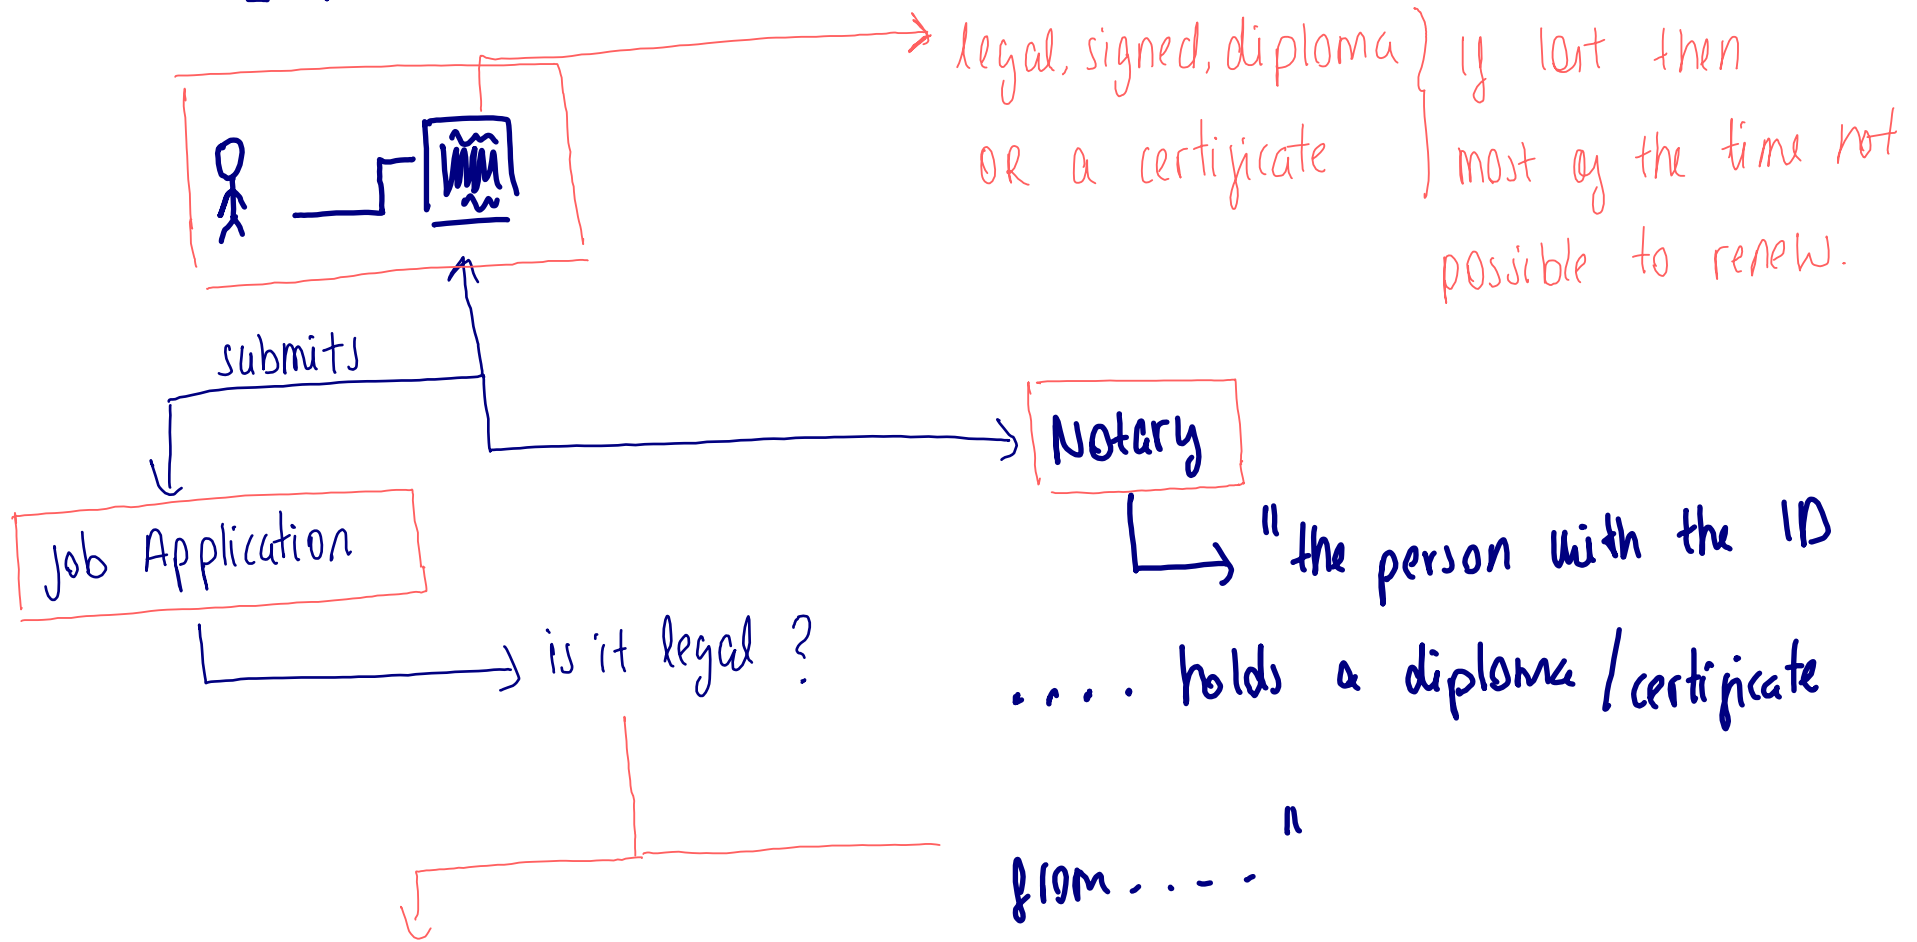 legal, signed, diploma
OR a certificate
if lost then
most of the time not
possible to renew.
submits
Notary
Job Application
"the person with the ID
.... holds a diploma/certificate
from...."
is it legal ?